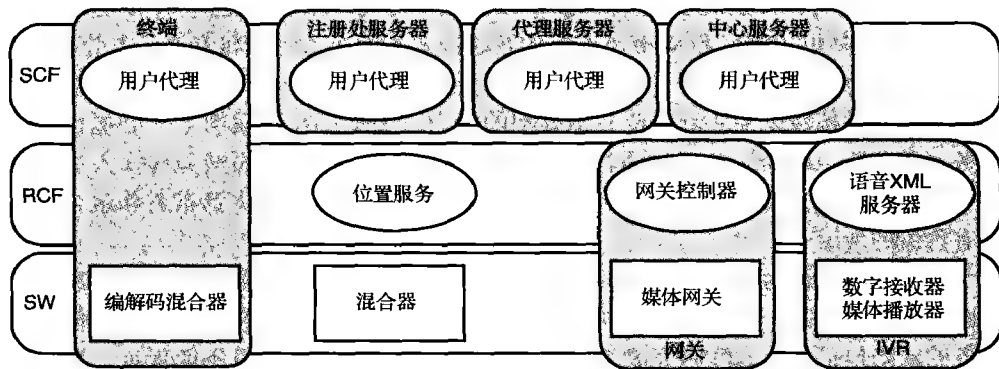 终端
注册处服务器
代理服务器
中心服务器
SCF
用户代理
用户代理
用户代理
用户代理
RCF
位置服务
网关控制器
语音XML
服务器
SW
编解码混合器
混合器
媒体网关
数字接收器
媒体播放器
网关
IVR